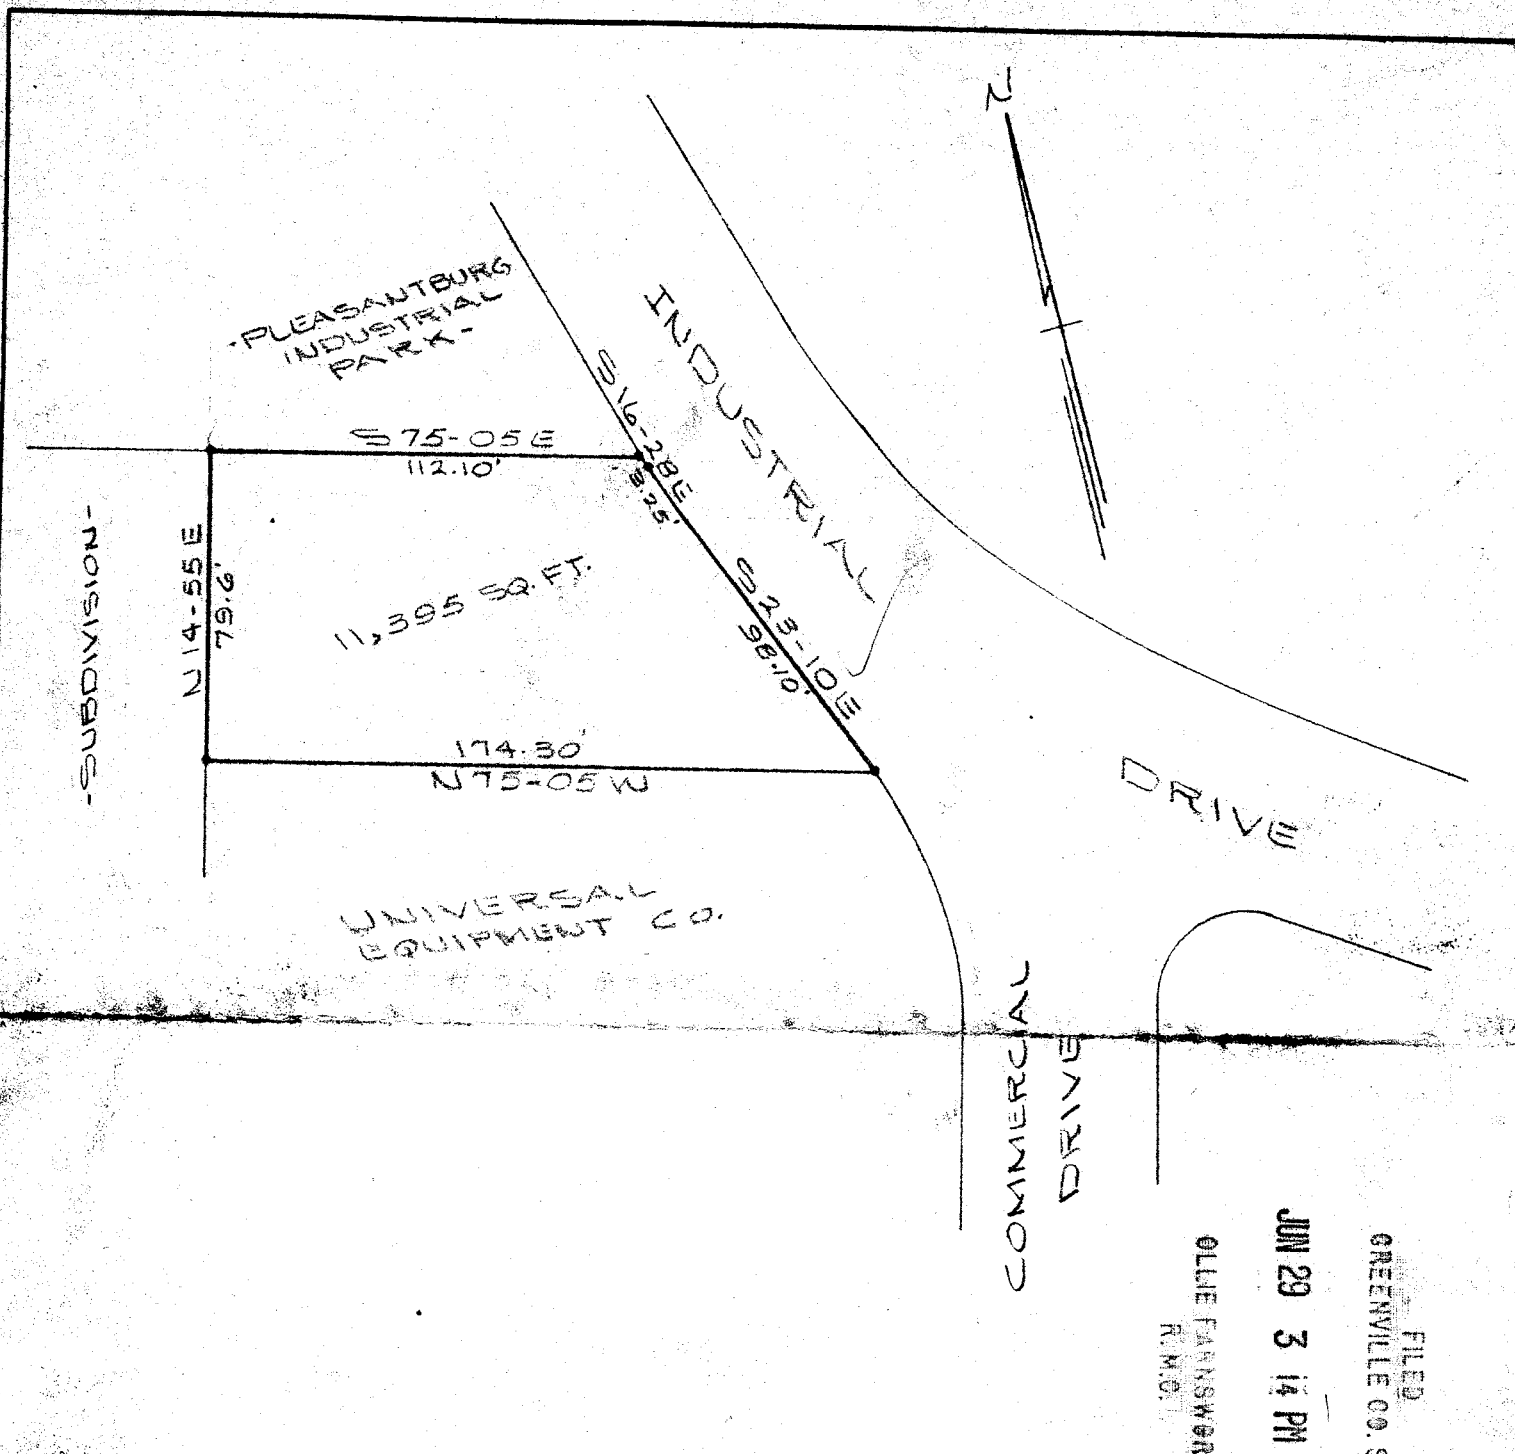 N
-PLEASANTBURG
INDUSTRIAL
PARK-
INDUSTRIAL
DRIVE
S 75-05 E
112.10'
S 16-28 E
3.25'
S 23-10 E
98.10'
N 14-55 E
79.6'
11,395 SQ. FT.
174.30'
N 75-05 W
-SUBDIVISION-
UNIVERSAL
EQUIPMENT CO.
COMMERCIAL
DRIVE
FILED
GREENVILLE CO. S
JUN 29 3 14 PM
OLLIE FARNSWOR
R.M.C.